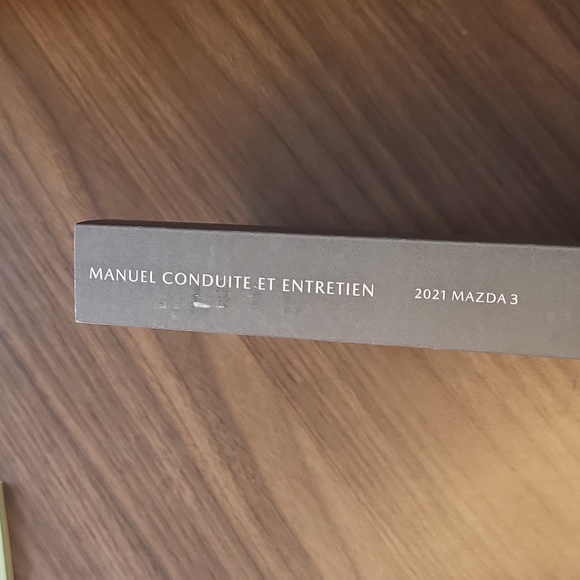 MANUEL CONDUITE ET ENTRETIEN 2021 MAZDA 3